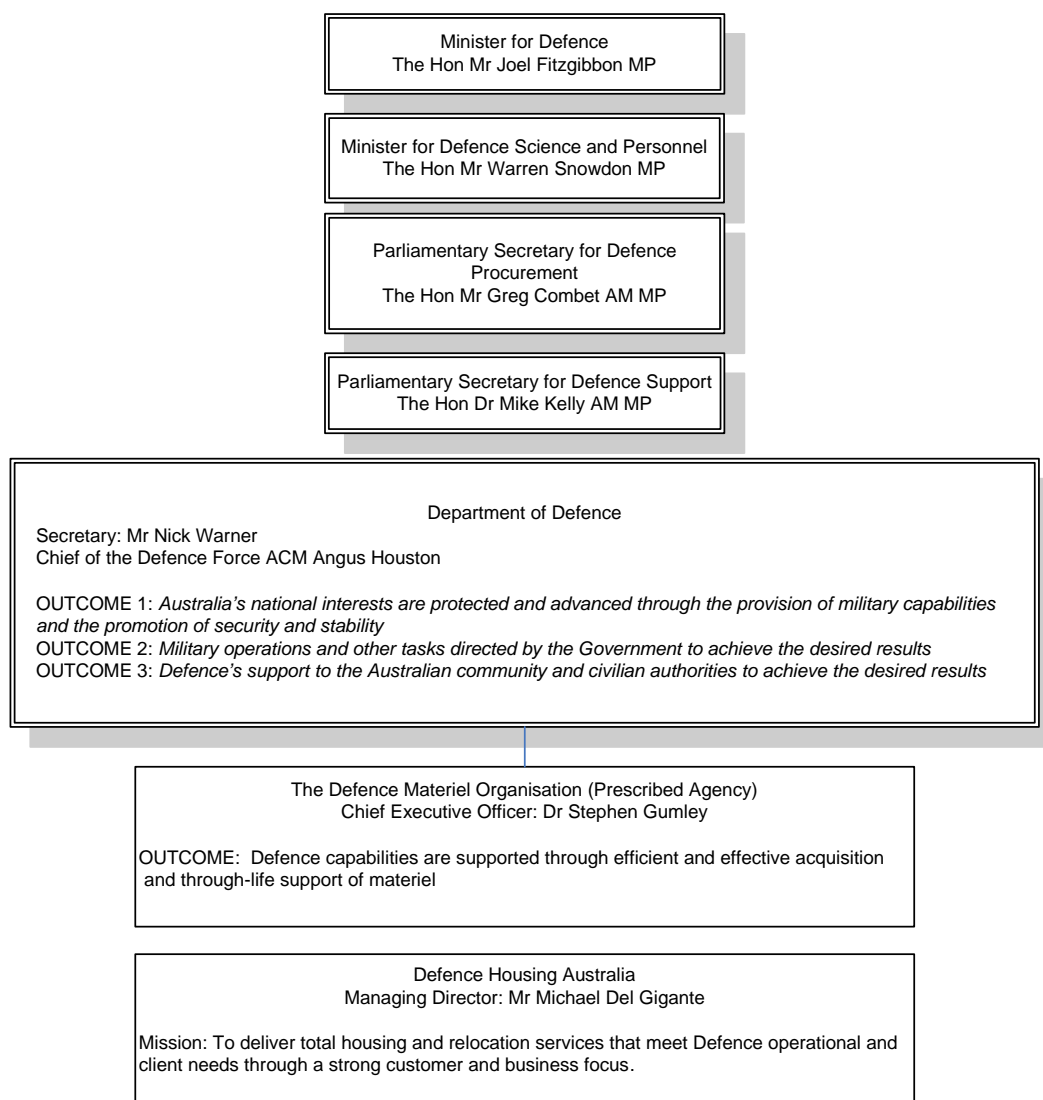 Minister for Defence
The Hon Mr Joel Fitzgibbon MP
Minister for Defence Science and Personnel
The Hon Mr Warren Snowdon MP
Parliamentary Secretary for Defence
Procurement
The Hon Mr Greg Combet AM MP
Parliamentary Secretary for Defence Support
The Hon Dr Mike Kelly AM MP
Department of Defence
Secretary: Mr Nick Warner
Chief of the Defence Force ACM Angus Houston
OUTCOME 1: Australia’s national interests are protected and advanced through the provision of military capabilities
and the promotion of security and stability
OUTCOME 2: Military operations and other tasks directed by the Government to achieve the desired results
OUTCOME 3: Defence’s support to the Australian community and civilian authorities to achieve the desired results
The Defence Materiel Organisation (Prescribed Agency)
Chief Executive Officer: Dr Stephen Gumley
OUTCOME: Defence capabilities are supported through efficient and effective acquisition
and through-life support of materiel
Defence Housing Australia
Managing Director: Mr Michael Del Gigante
Mission: To deliver total housing and relocation services that meet Defence operational and
client needs through a strong customer and business focus.